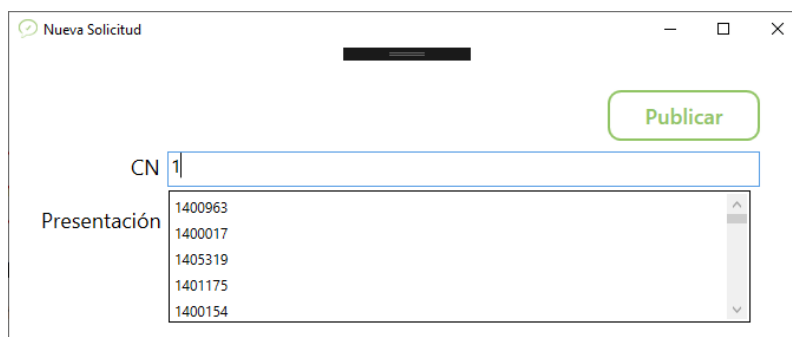 Nueva Solicitud
Publicar
CN 1
Presentación
1400963
1400017
1405319
1401175
1400154